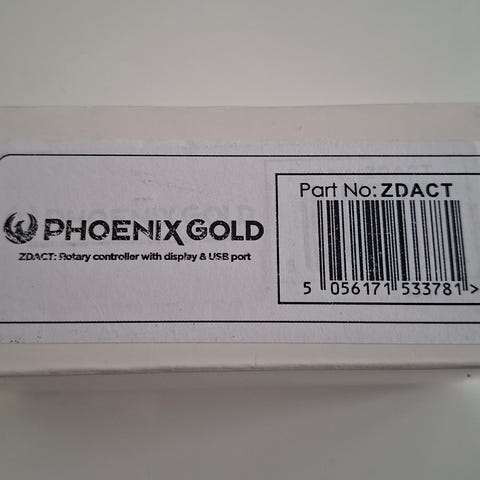 PHOENIX GOLD
ZDACT: Rotary controller with display & USB port
Part No: ZDACT
5 056171 533781 >